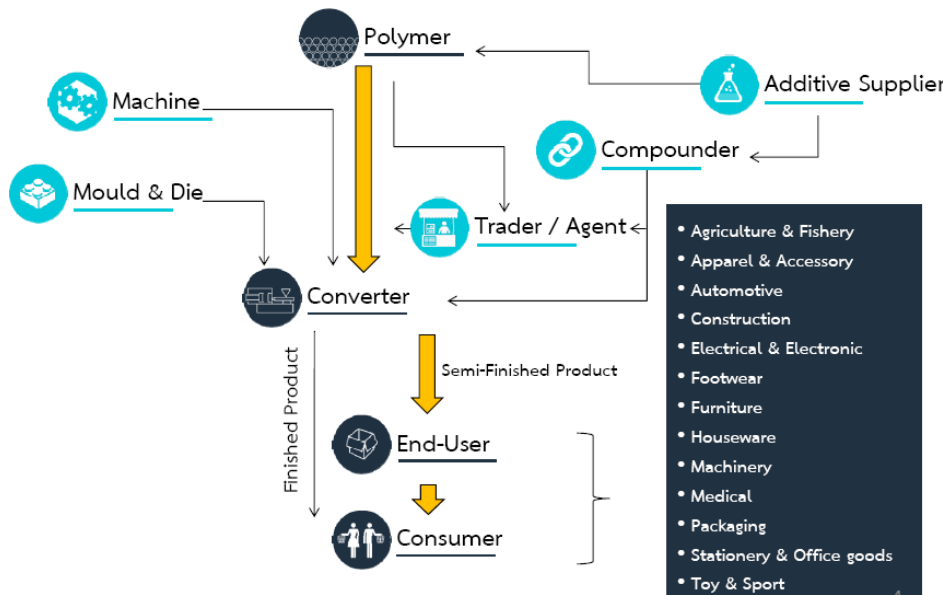 Polymer
Additive Supplier
Machine
Compounder
Mould & Die
Trader / Agent
Converter
Semi-Finished Product
Finished Product
End-User
Consumer
• Agriculture & Fishery
• Apparel & Accessory
• Automotive
• Construction
• Electrical & Electronic
• Footwear
• Furniture
• Houseware
• Machinery
• Medical
• Packaging
• Stationery & Office goods
• Toy & Sport